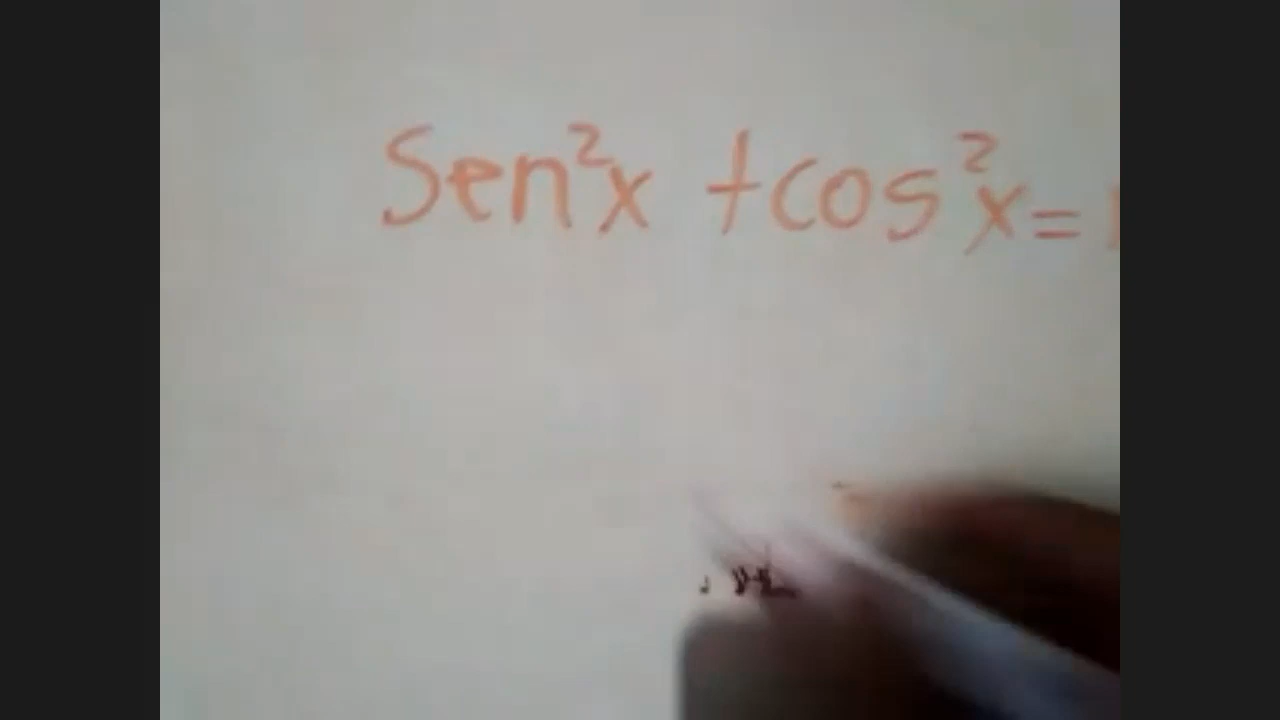 Sen²x + cos²x =